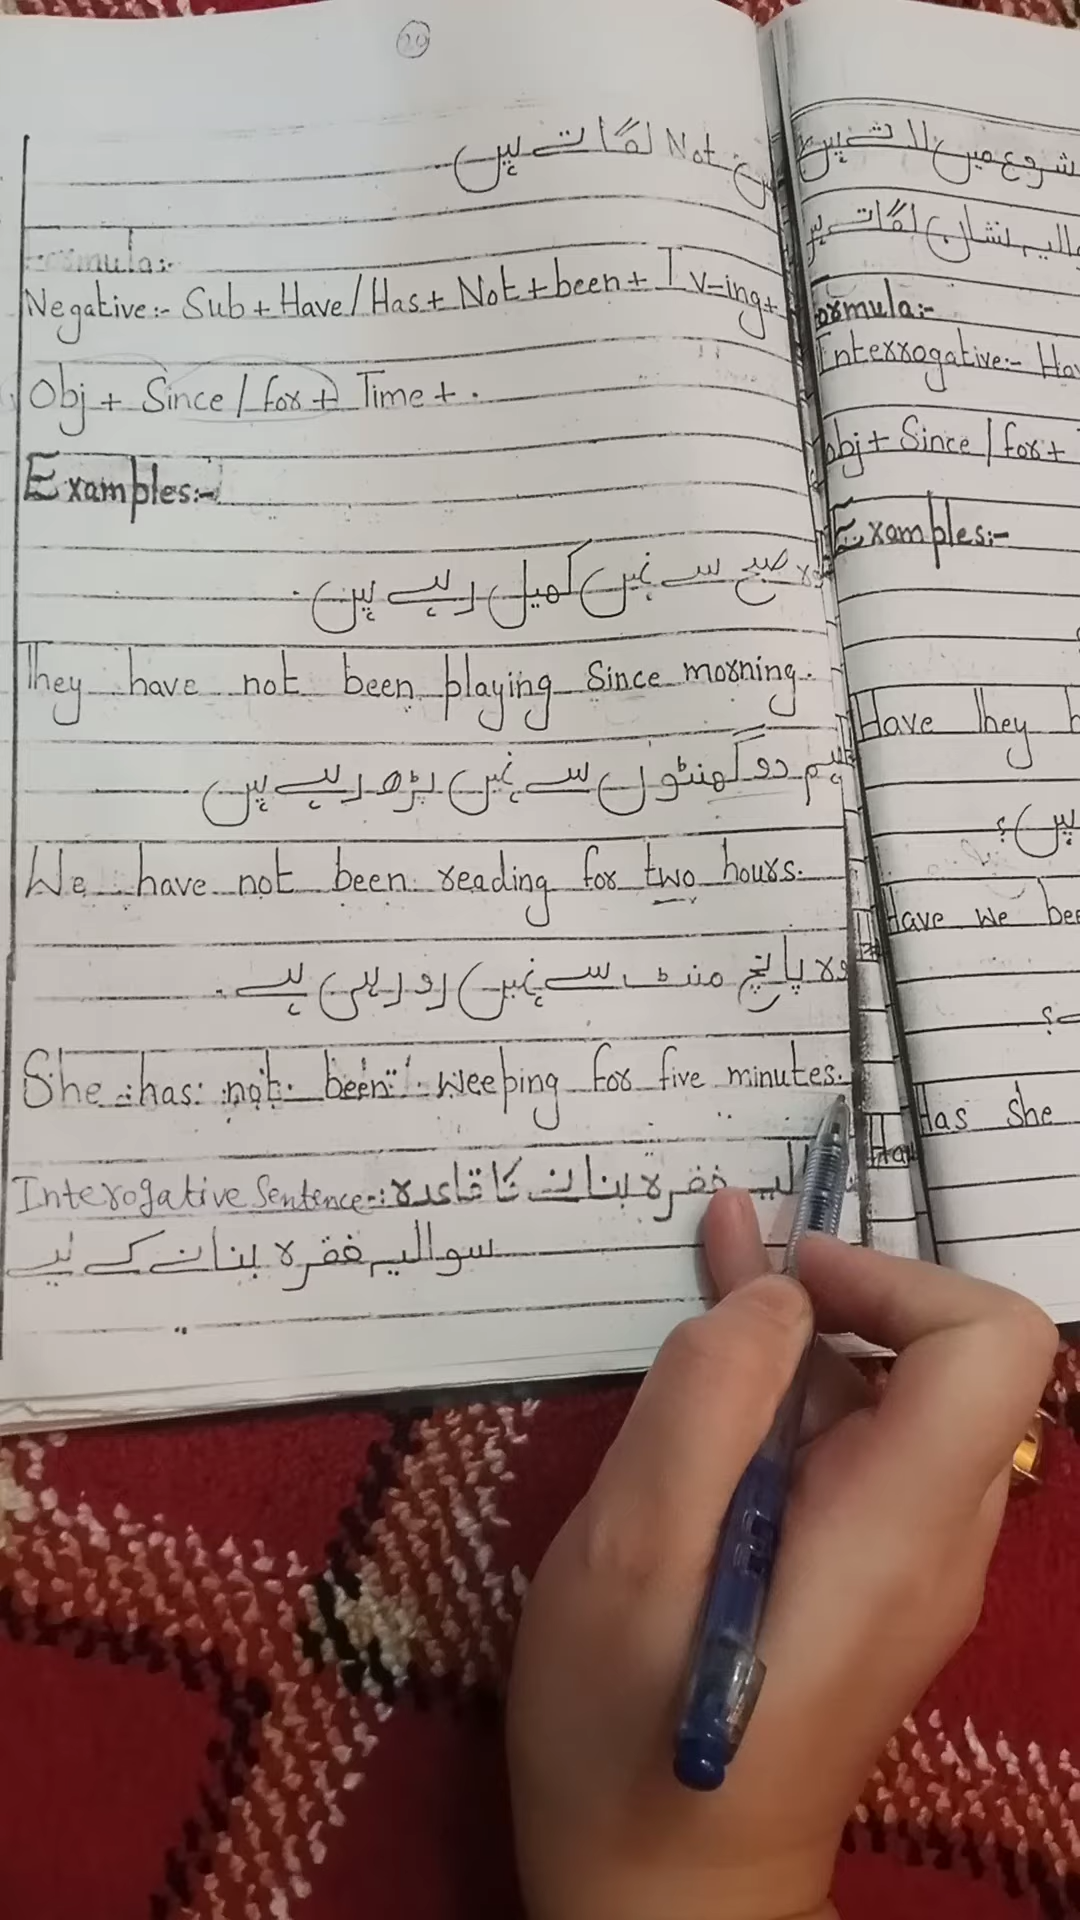 20
Not لگاتے ہیں
Formula:-
Negative:- Sub + Have / Has + Not + been + I v-ing +
Obj + Since / for + Time + .
Examples:-
وہ صبح سے نہیں کھیل رہے ہیں .
They have not been playing Since morning.
ہم دو گھنٹوں سے نہیں پڑھ رہے ہیں
We have not been reading for two hours.
وہ پانچ منٹ سے نہیں رو رہی ہے .
She has not been weeping for five minutes.
Interogative Sentence:- فقرہ بنانے کا قاعدہ
سوالیہ فقرہ بنانے کے لیے
شروع میں لاتے ہیں
نشان لگاتے
Formula:-
Interrogative:-
obj + Since / for +
Examples:-
Have They
ہیں؟
Have we
؟
Has she